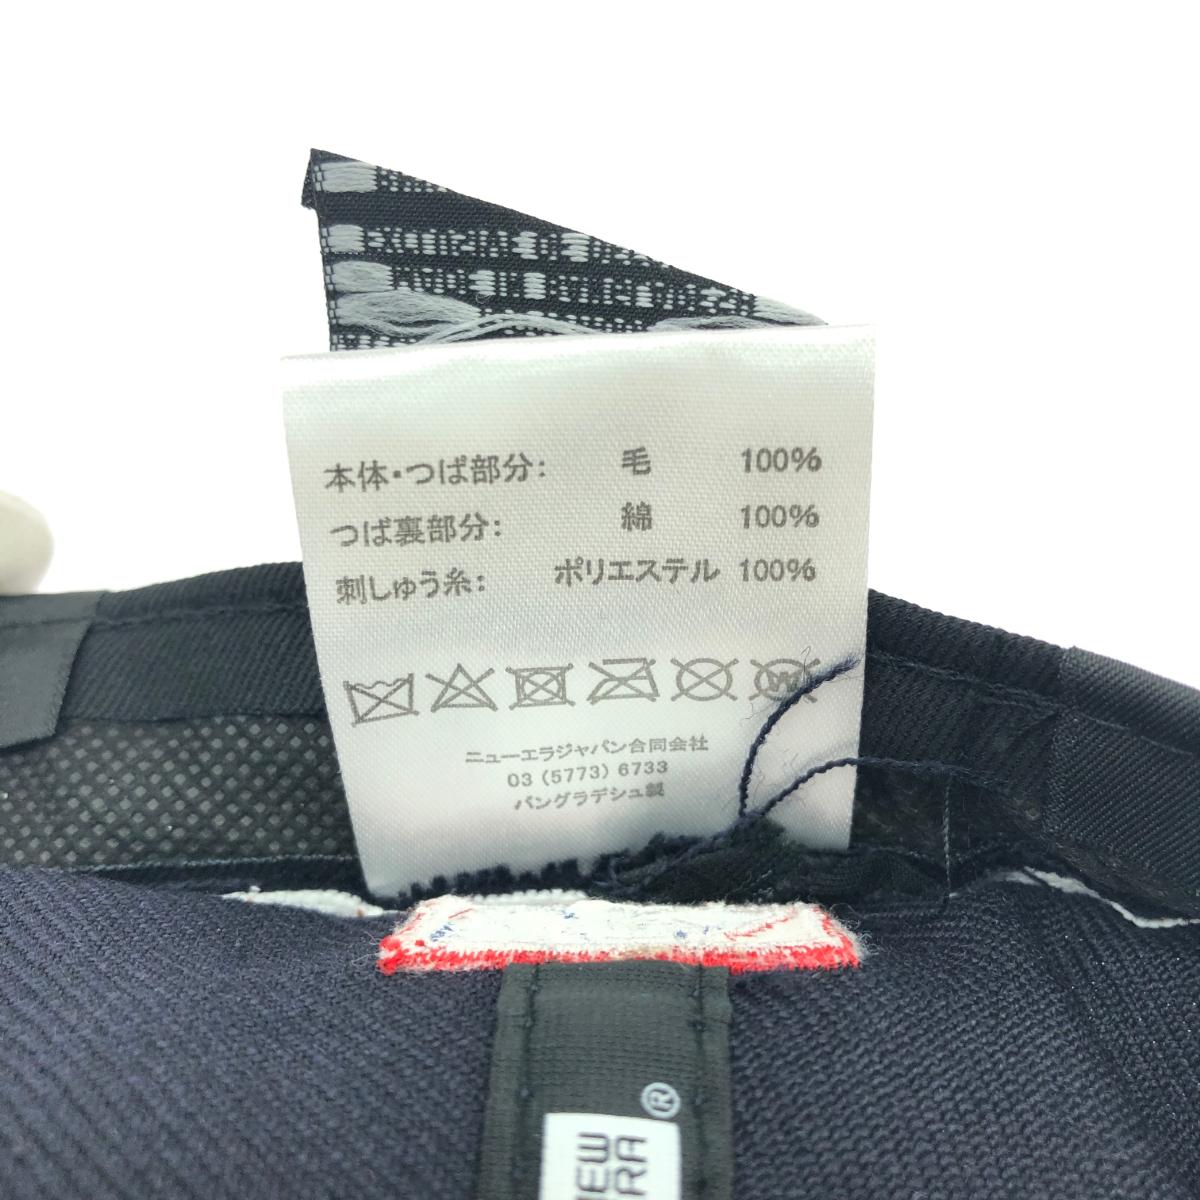 本体・つば部分: 毛 100%
つば裏部分: 綿 100%
刺しゅう糸: ポリエステル 100%
W
ニューエラジャパン合同会社
03 (5773) 6733
バングラデシュ製
®
NEW
ERA